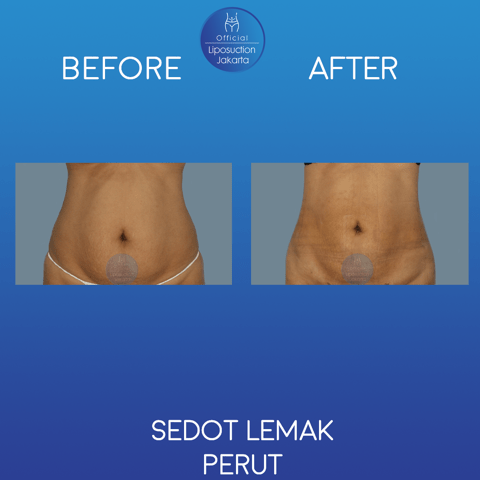 Official
Liposuction
Jakarta
BEFORE
AFTER
SEDOT LEMAK
PERUT